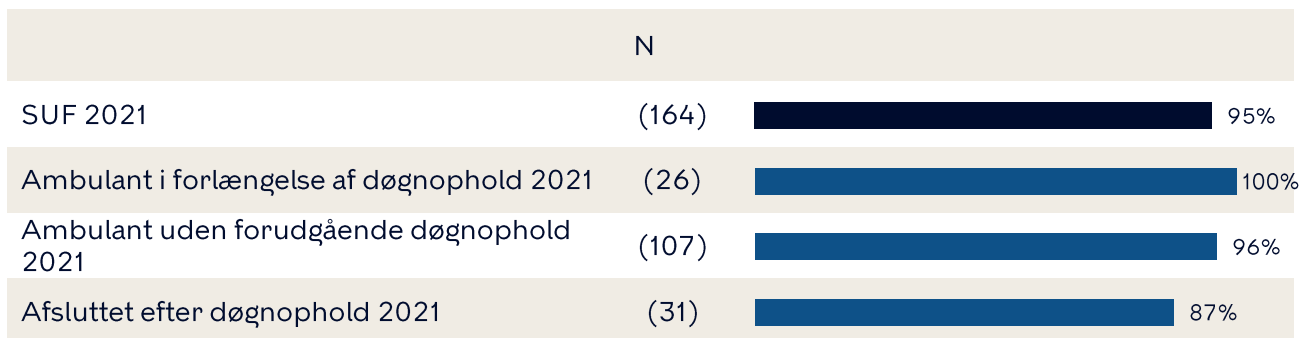 N
SUF 2021 (164) 95%
Ambulant i forlængelse af døgnophold 2021 (26) 100%
Ambulant uden forudgående døgnophold
2021 (107) 96%
Afsluttet efter døgnophold 2021 (31) 87%